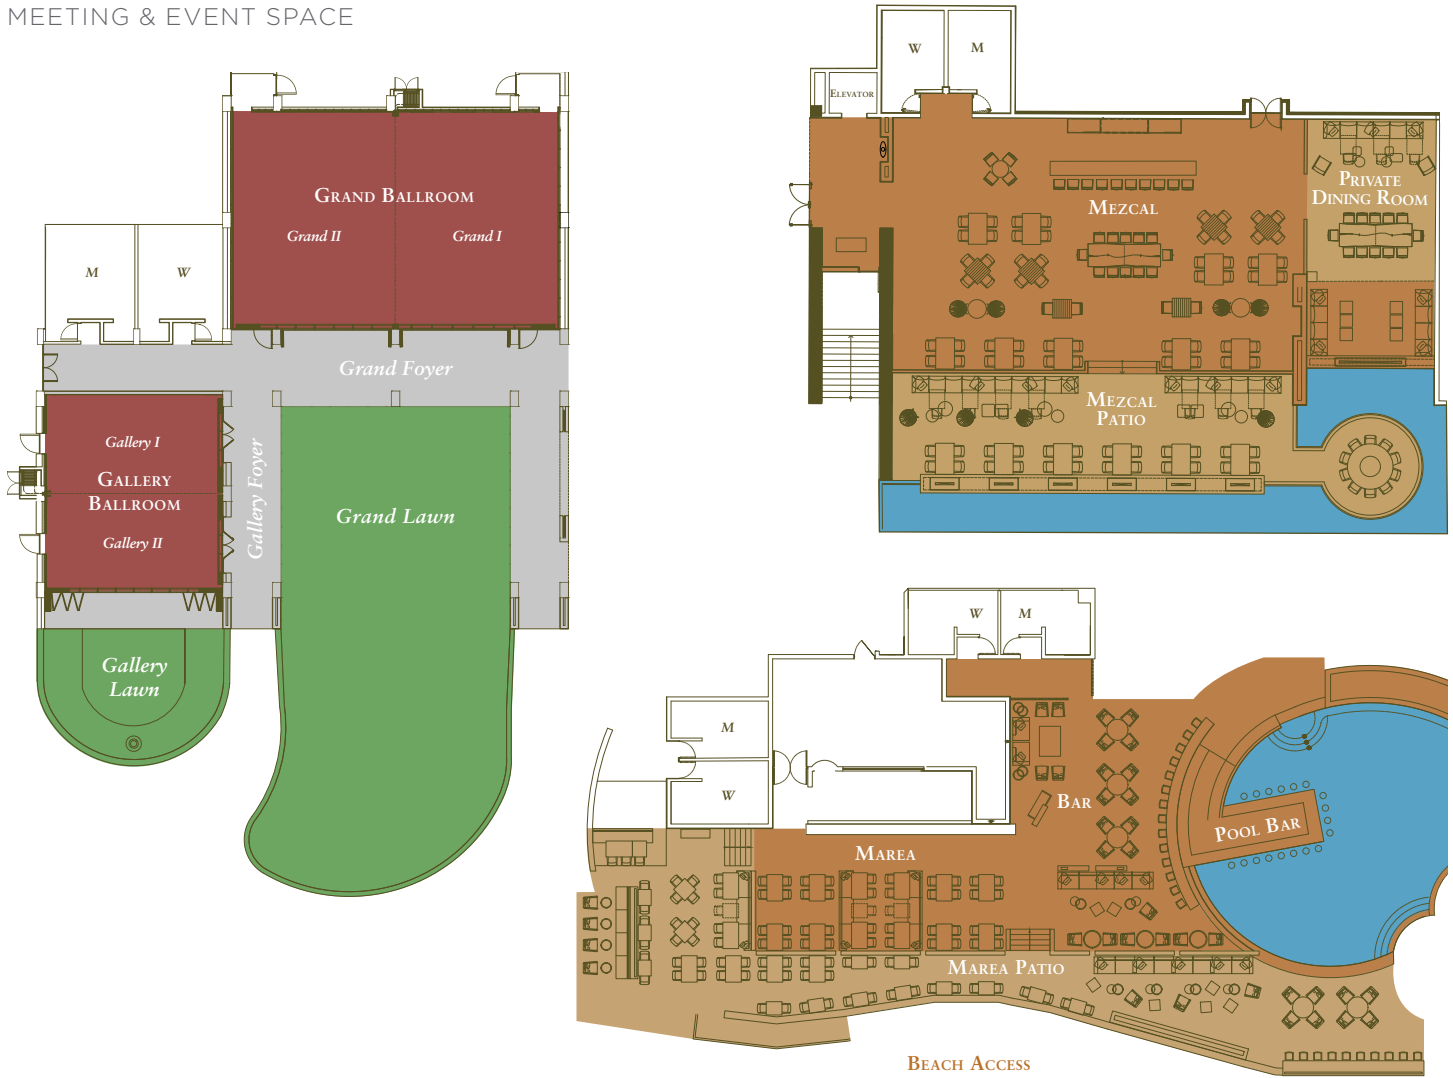 MEETING & EVENT SPACE
GRAND BALLROOM
Grand II
Grand I
M
W
Grand Foyer
Gallery I
GALLERY
BALLROOM
Gallery II
Gallery Foyer
Grand Lawn
Gallery
Lawn
W
M
ELEVATOR
MEZCAL
PRIVATE
DINING ROOM
MEZCAL
PATIO
W
M
M
W
BAR
POOL BAR
MAREA
MAREA PATIO
BEACH ACCESS